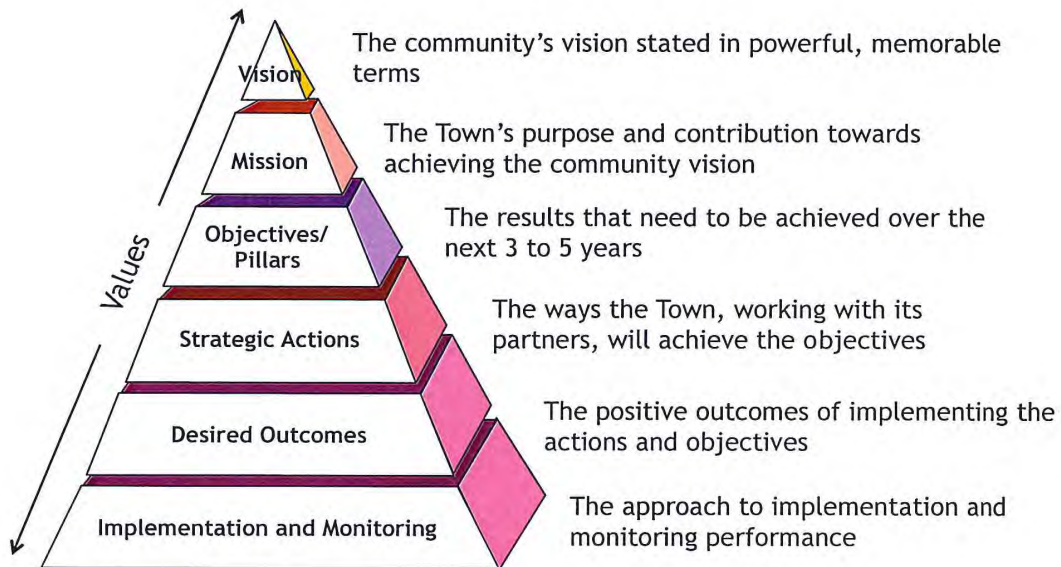 The community's vision stated in powerful, memorable
terms
Vision
The Town's purpose and contribution towards
achieving the community vision
Mission
The results that need to be achieved over the
next 3 to 5 years
Objectives/
Pillars
Values
The ways the Town, working with its
partners, will achieve the objectives
Strategic Actions
The positive outcomes of implementing the
actions and objectives
Desired Outcomes
The approach to implementation and
monitoring performance
Implementation and Monitoring